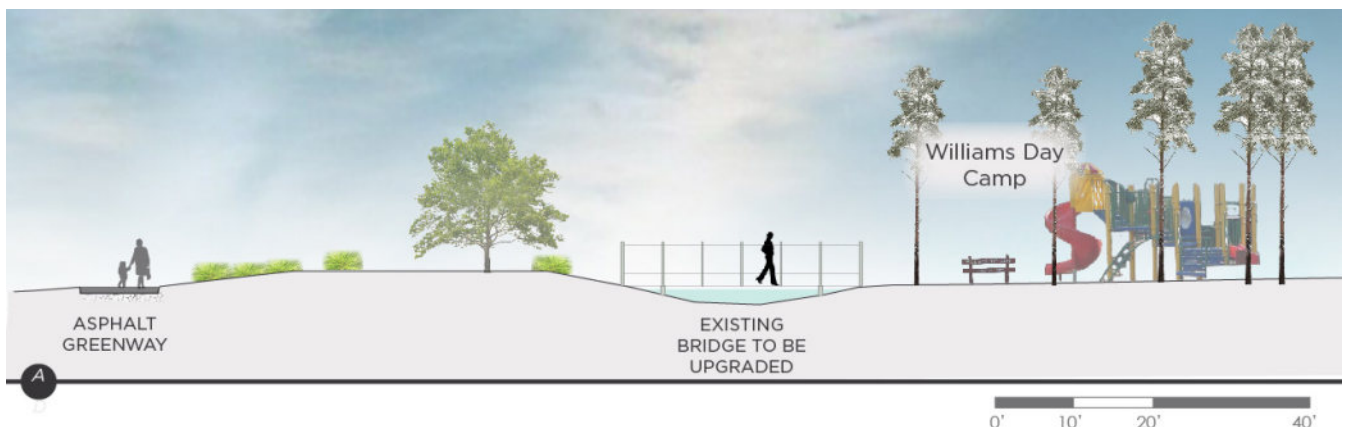 Williams Day
Camp
ASPHALT
GREENWAY
EXISTING
BRIDGE TO BE
UPGRADED
A
0' 10' 20' 40'